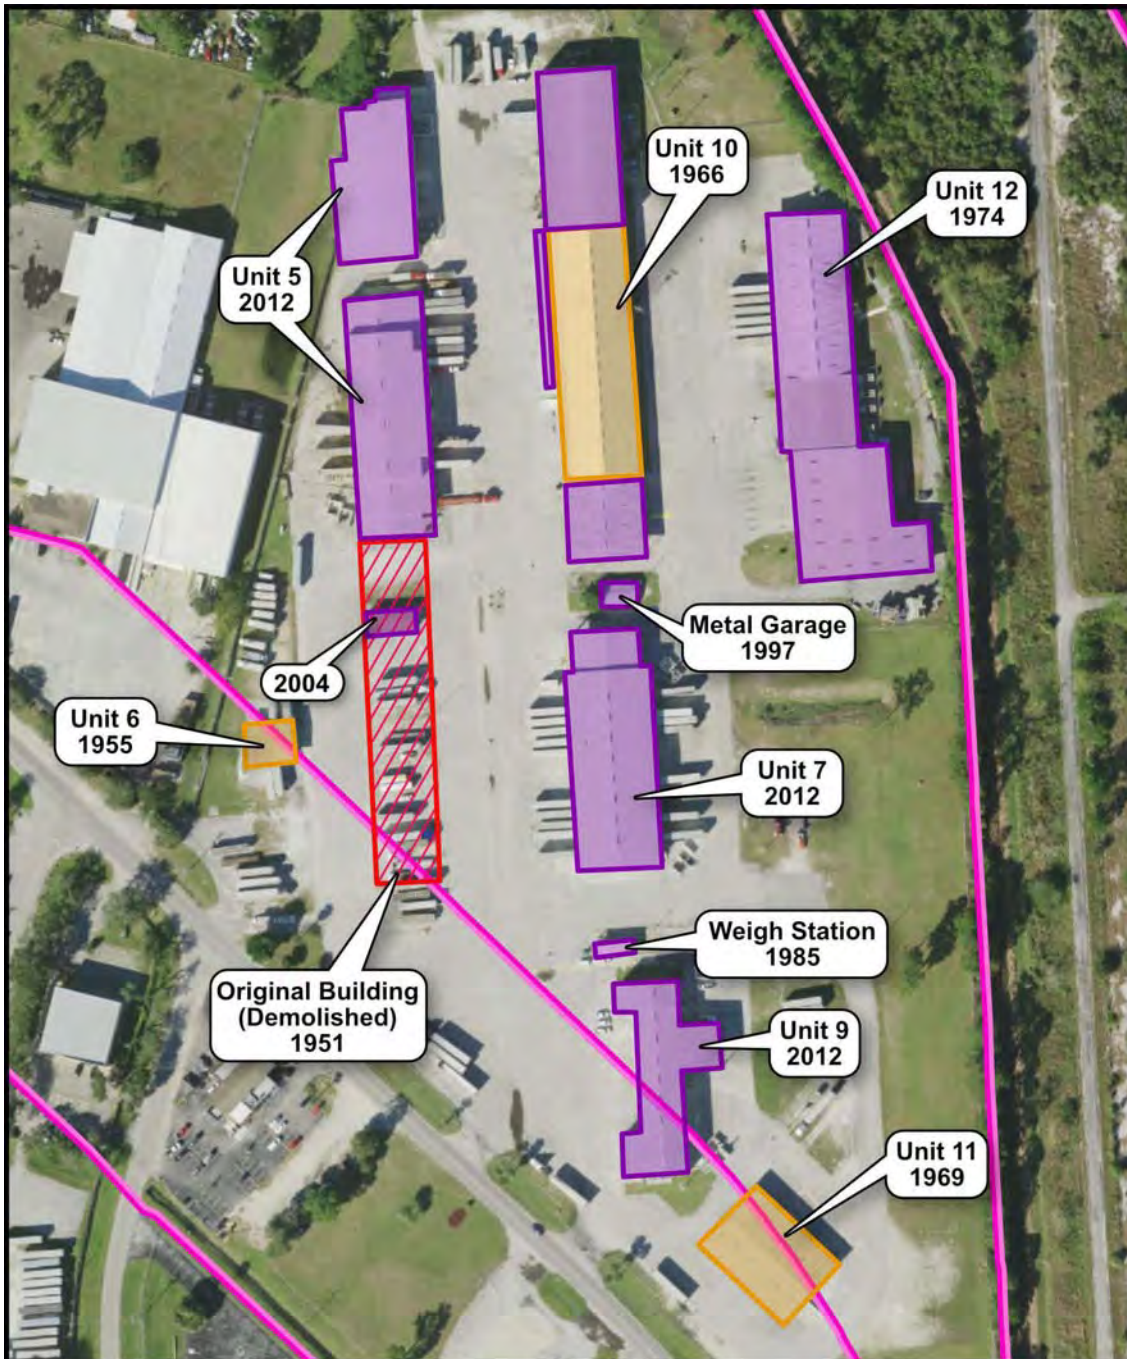 Unit 10
1966
Unit 12
1974
Unit 5
2012
Metal Garage
1997
2004
Unit 6
1955
Unit 7
2012
Weigh Station
1985
Original Building
(Demolished)
1951
Unit 9
2012
Unit 11
1969